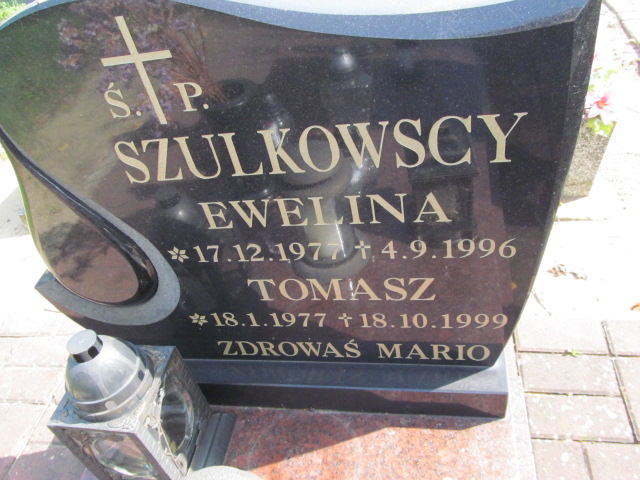 Ś. P.
SZULKOWSCY
EWELINA
* 17.12.1977 † 4.9.1996
TOMASZ
* 18.1.1977 † 18.10.1999
ZDROWAŚ MARIO